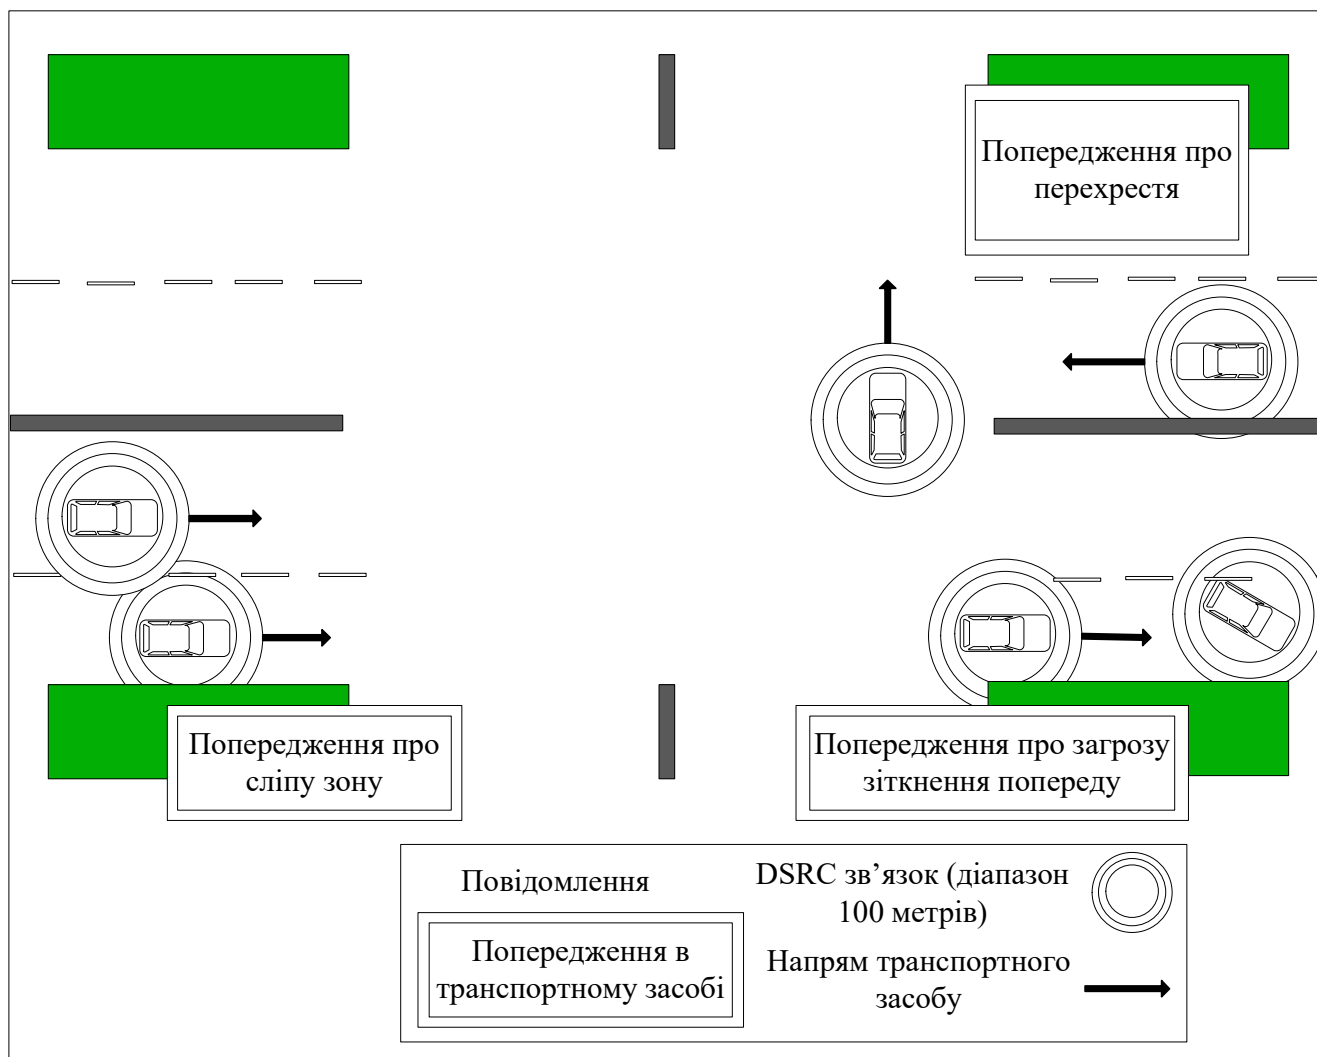 Попередження про
перехрестя
Попередження про
сліпу зону
Попередження про загрозу
зіткнення попереду
Повідомлення
Попередження в
транспортному засобі
DSRC зв’язок (діапазон
100 метрів)
Напрям транспортного
засобу